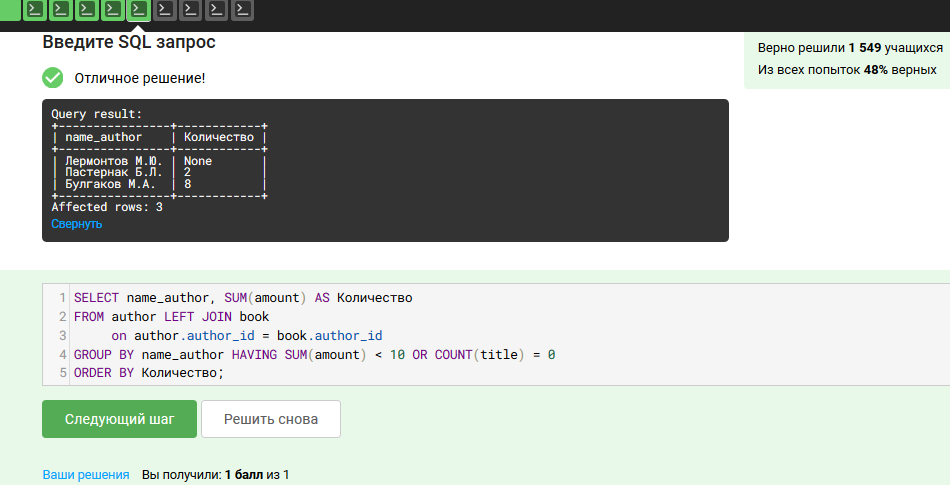 Введите SQL запрос
Верно решили 1 549 учащихся
Из всех попыток 48% верных
Отличное решение!
Query result:
+----------------+------------+
| name_author    | Количество |
+----------------+------------+
| Лермонтов М.Ю. | None       |
| Пастернак Б.Л. | 2          |
| Булгаков М.А.  | 8          |
+----------------+------------+
Affected rows: 3
Свернуть
1 SELECT name_author, SUM(amount) AS Количество
2 FROM author LEFT JOIN book
3      on author.author_id = book.author_id
4 GROUP BY name_author HAVING SUM(amount) < 10 OR COUNT(title) = 0
5 ORDER BY Количество;
Следующий шаг Решить снова
Ваши решения Вы получили: 1 балл из 1